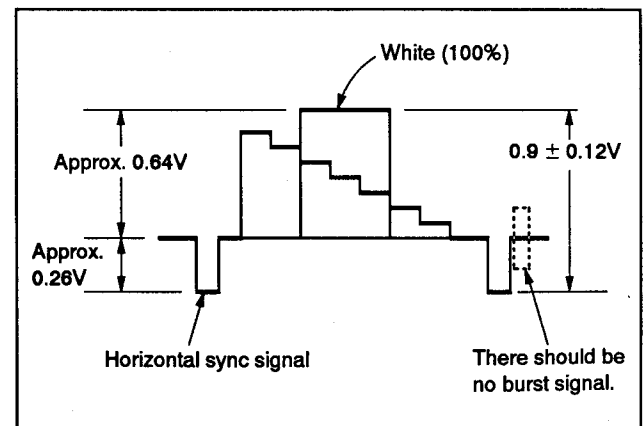 White (100%)
Approx. 0.64V
0.9 ± 0.12V
Approx.
0.26V
Horizontal sync signal
There should be
no burst signal.